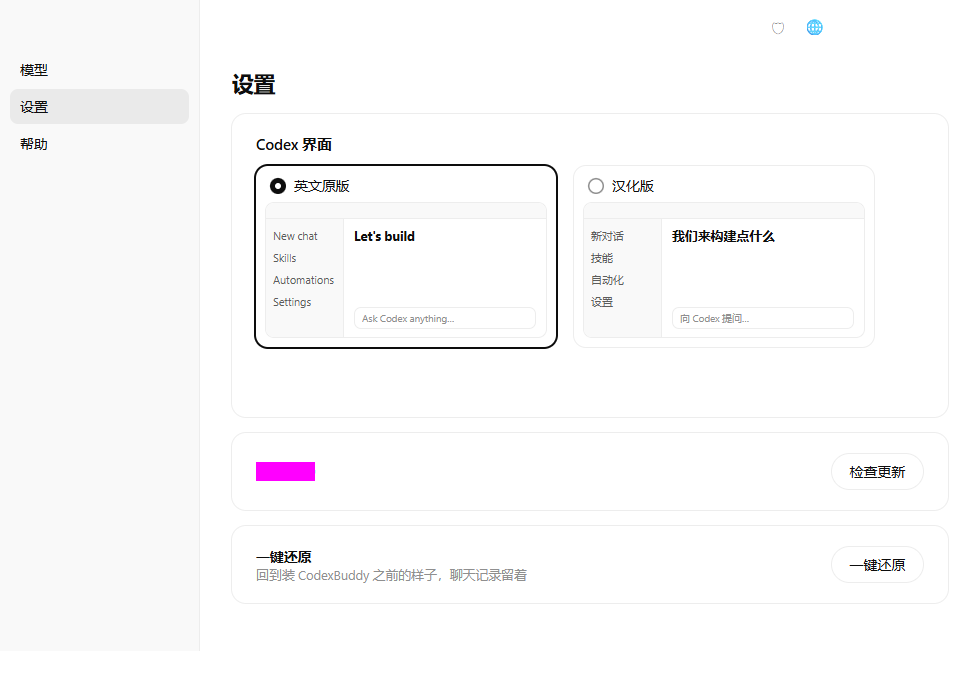 模型
设置
帮助
设置
Codex 界面
英文原版
New chat
Skills
Automations
Settings
Let's build
Ask Codex anything...
汉化版
新对话
技能
自动化
设置
我们来构建点什么
向 Codex 提问...
检查更新
一键还原
回到装 CodexBuddy 之前的样子，聊天记录留着
一键还原